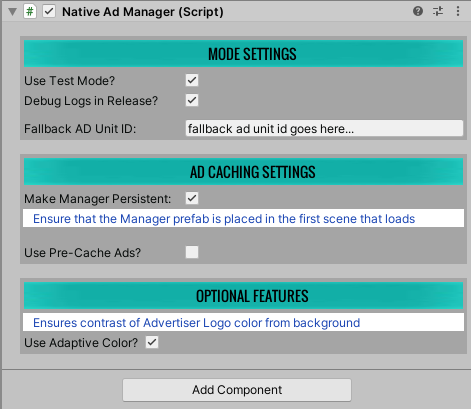 Native Ad Manager (Script)
MODE SETTINGS
Use Test Mode?
Debug Logs in Release?
Fallback AD Unit ID: fallback ad unit id goes here...
AD CACHING SETTINGS
Make Manager Persistent:
Ensure that the Manager prefab is placed in the first scene that loads
Use Pre-Cache Ads?
OPTIONAL FEATURES
Ensures contrast of Advertiser Logo color from background
Use Adaptive Color?
Add Component